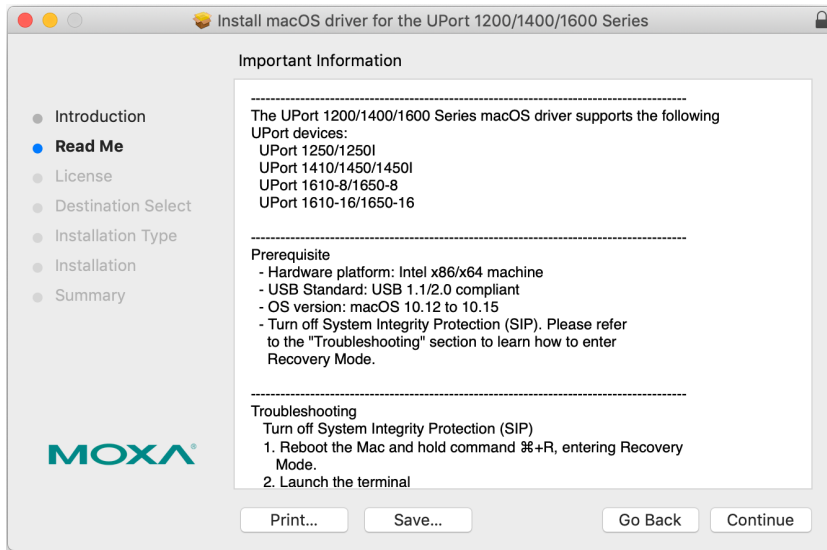 Install macOS driver for the UPort 1200/1400/1600 Series
Important Information
Introduction
Read Me
License
Destination Select
Installation Type
Installation
Summary
MOXA®
---------------------------------------------------------------------------------------
The UPort 1200/1400/1600 Series macOS driver supports the following
UPort devices:
UPort 1250/1250I
UPort 1410/1450/1450I
UPort 1610-8/1650-8
UPort 1610-16/1650-16
---------------------------------------------------------------------------------------
Prerequisite
- Hardware platform: Intel x86/x64 machine
- USB Standard: USB 1.1/2.0 compliant
- OS version: macOS 10.12 to 10.15
- Turn off System Integrity Protection (SIP). Please refer
to the "Troubleshooting" section to learn how to enter
Recovery Mode.
---------------------------------------------------------------------------------------
Troubleshooting
Turn off System Integrity Protection (SIP)
1. Reboot the Mac and hold command ⌘+R, entering Recovery
Mode.
2. Launch the terminal
Print...
Save...
Go Back
Continue